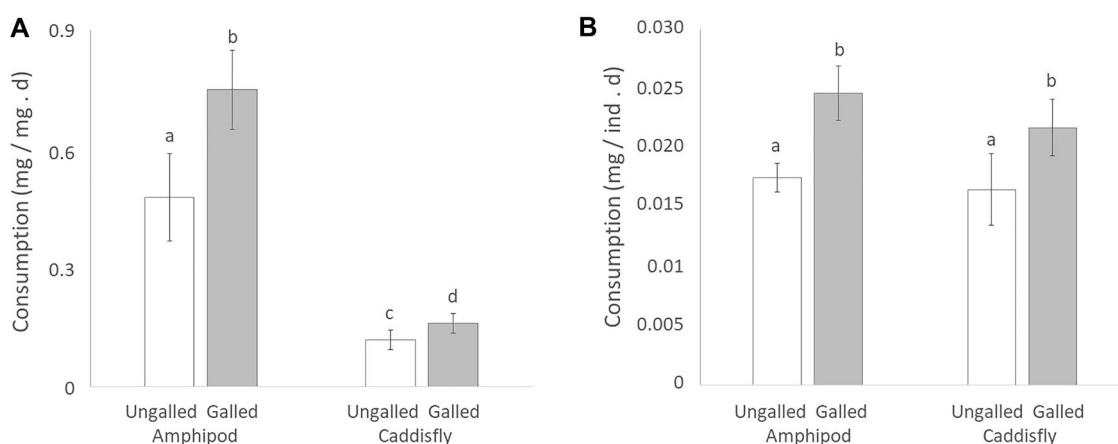 A
Consumption (mg / mg . d)
0.9
0.6
0.3
0
a
b
c
d
Ungalled Galled Ungalled Galled
Amphipod Caddisfly
B
Consumption (mg / ind . d)
0.030
0.025
0.020
0.015
0.01
0.005
0
a
b
a
b
Ungalled Galled Ungalled Galled
Amphipod Caddisfly